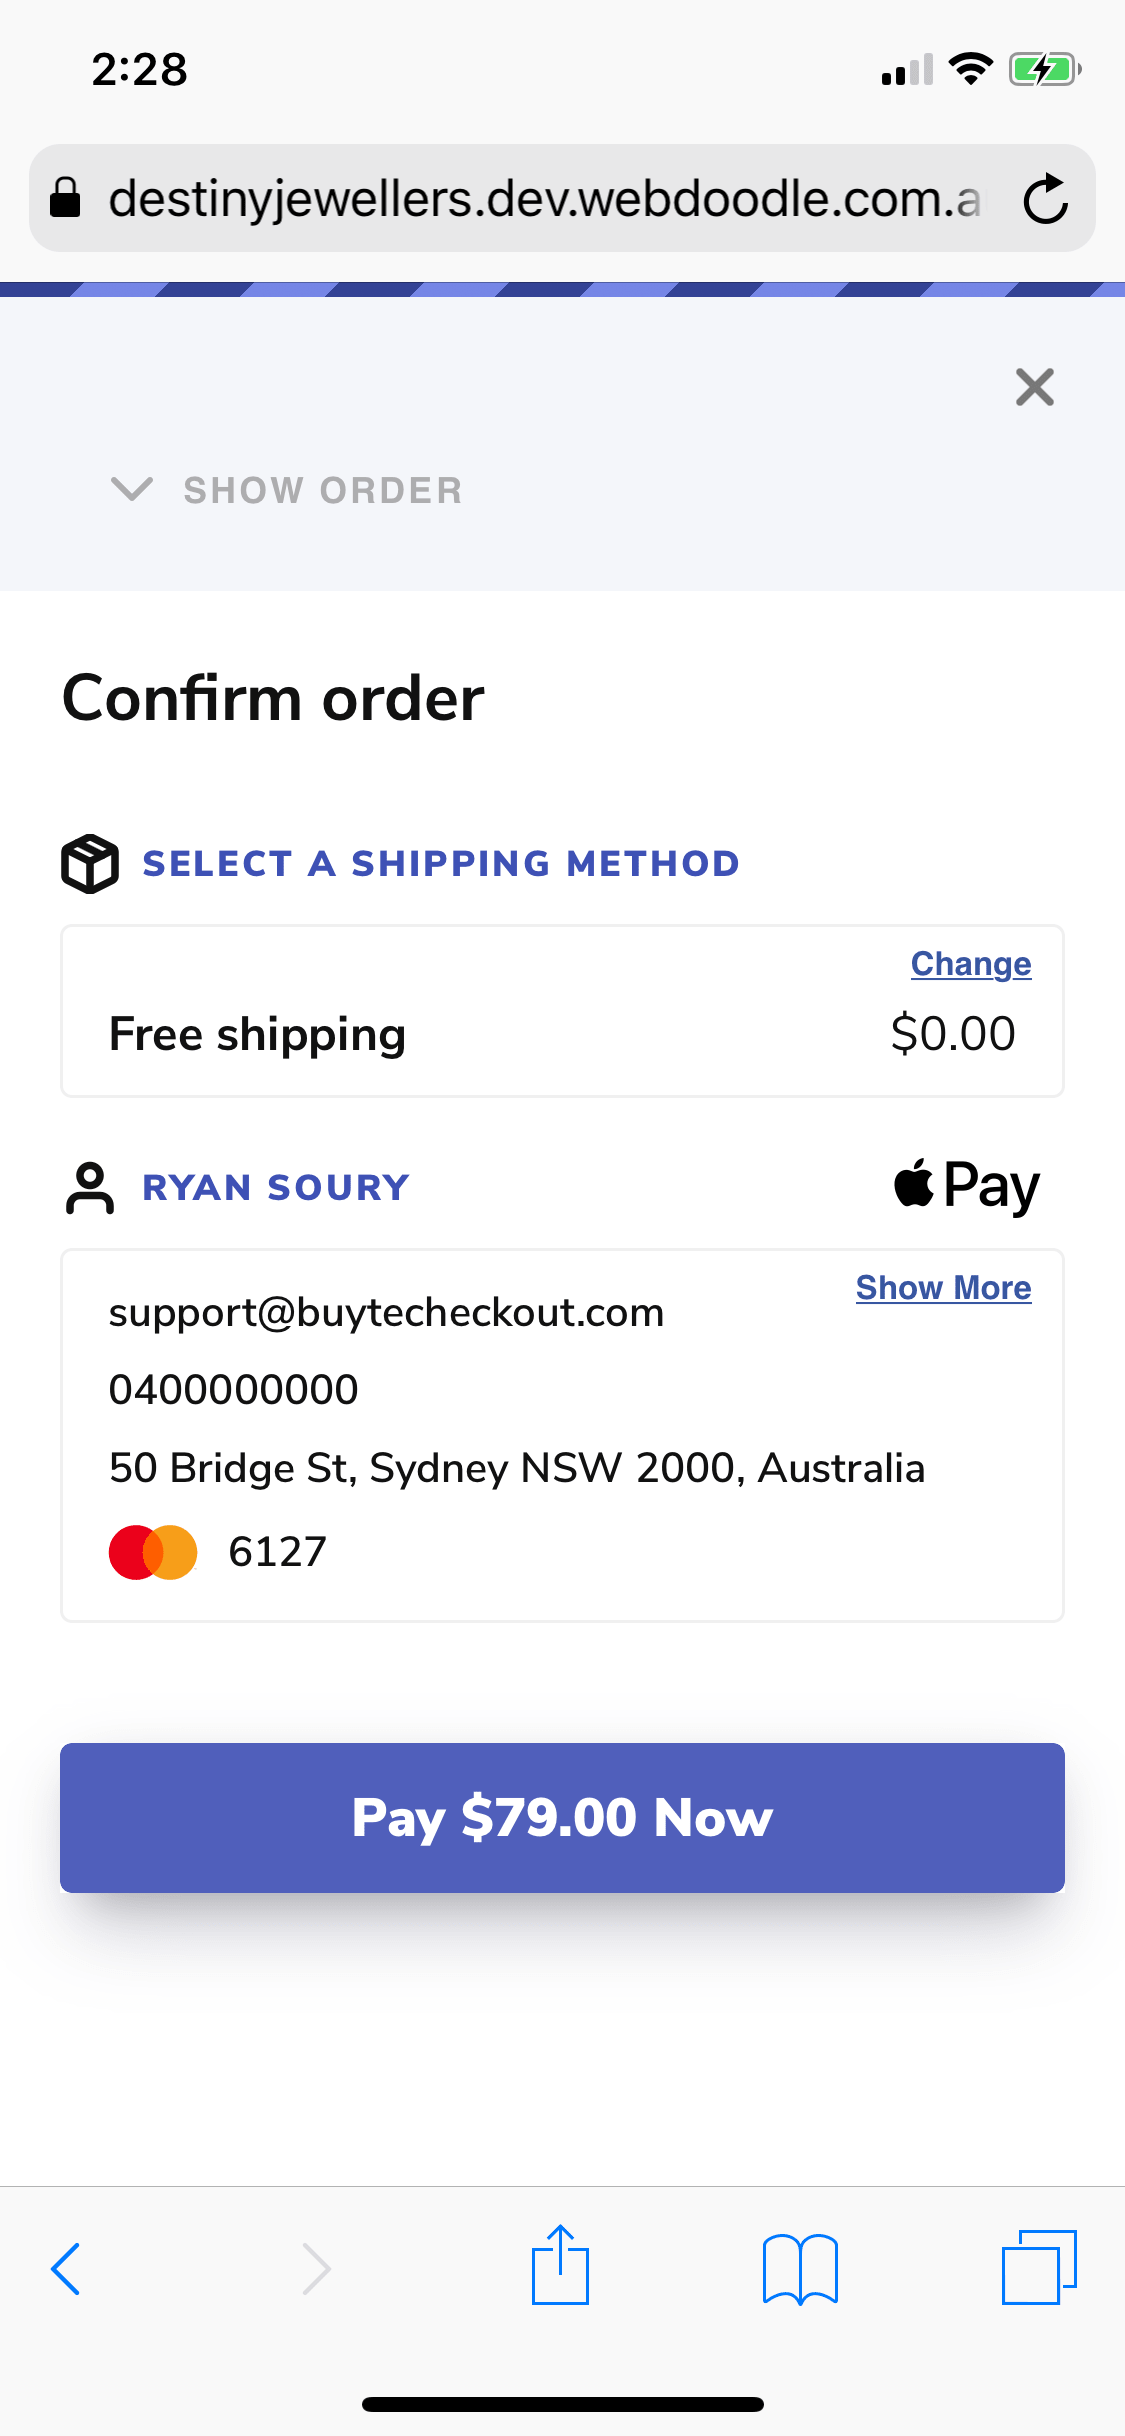 2:28
destinyjewellers.dev.webdoodle.com.a
SHOW ORDER
Confirm order
SELECT A SHIPPING METHOD
Change
Free shipping $0.00
RYAN SOURY Pay
Show More
support@buytecheckout.com
0400000000
50 Bridge St, Sydney NSW 2000, Australia
6127
Pay $79.00 Now